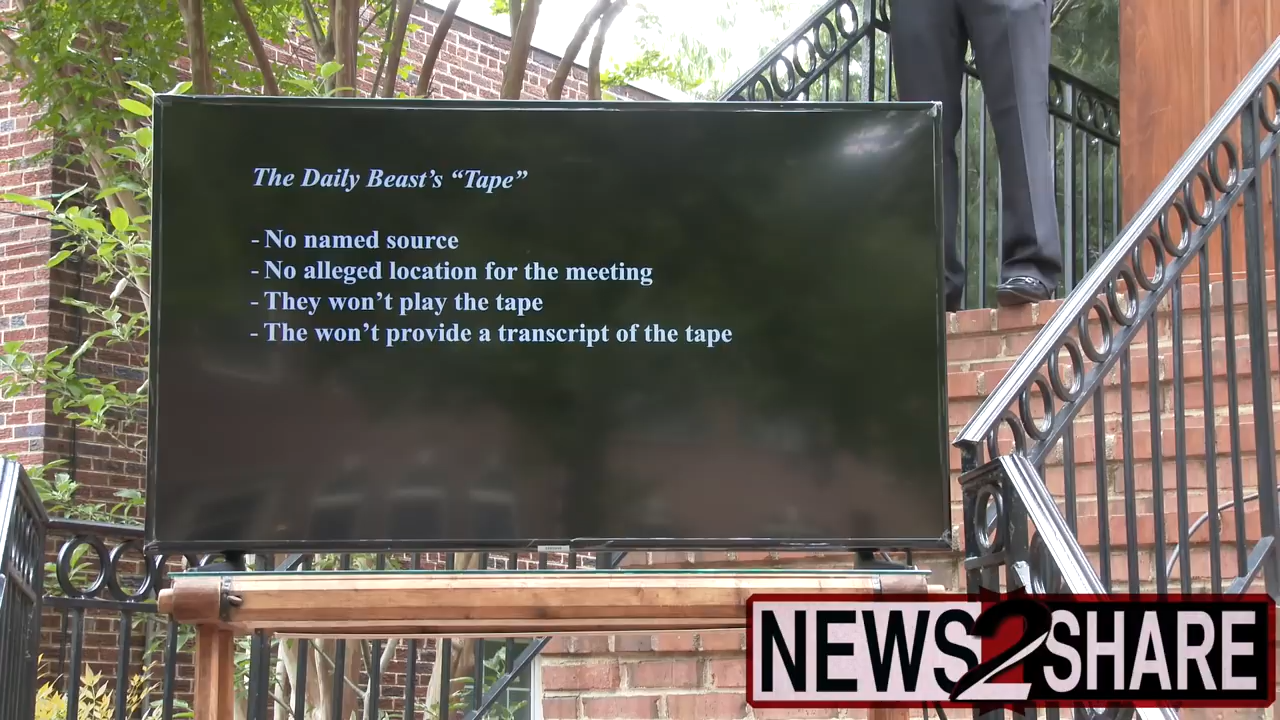 The Daily Beast's “Tape”
- No named source
- No alleged location for the meeting
- They won't play the tape
- The won't provide a transcript of the tape
NEWS2SHARE